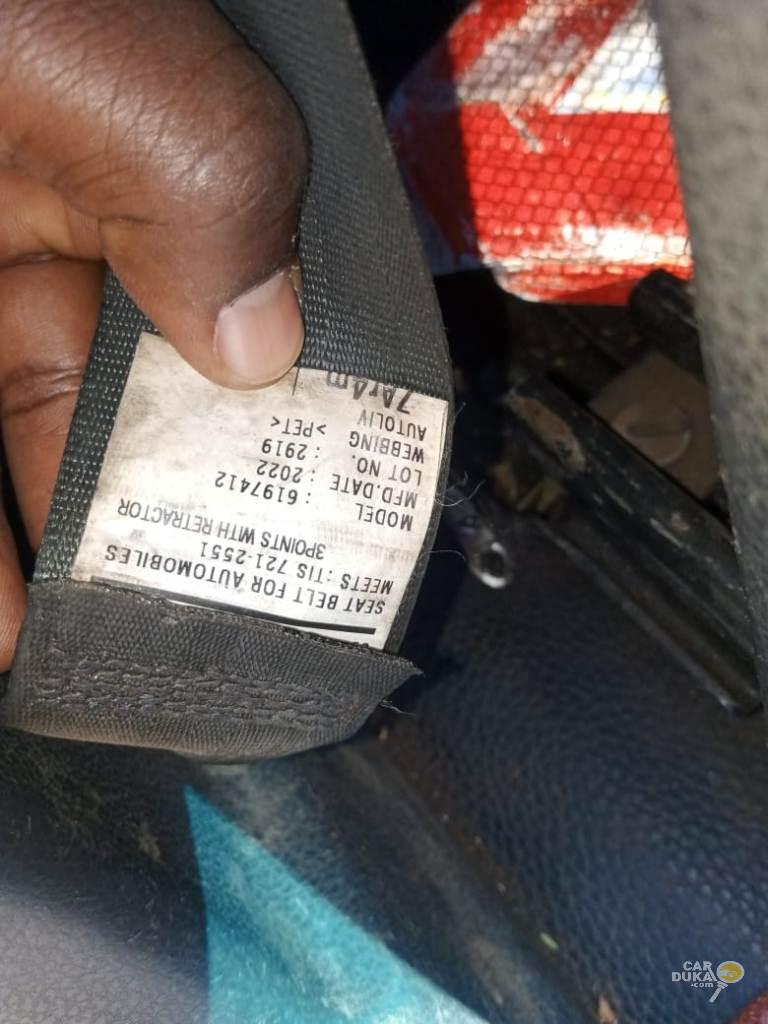 SEAT BELT FOR AUTOMOBILES
MEETS : TIS 721-2551
3POINTS WITH RETRACTOR
MODEL : 6197412
MFD.DATE : 2022
LOT NO. : 2919
WEBBING >PET<
AUTOLIV
7Ar4m
CAR
DUKA
.com